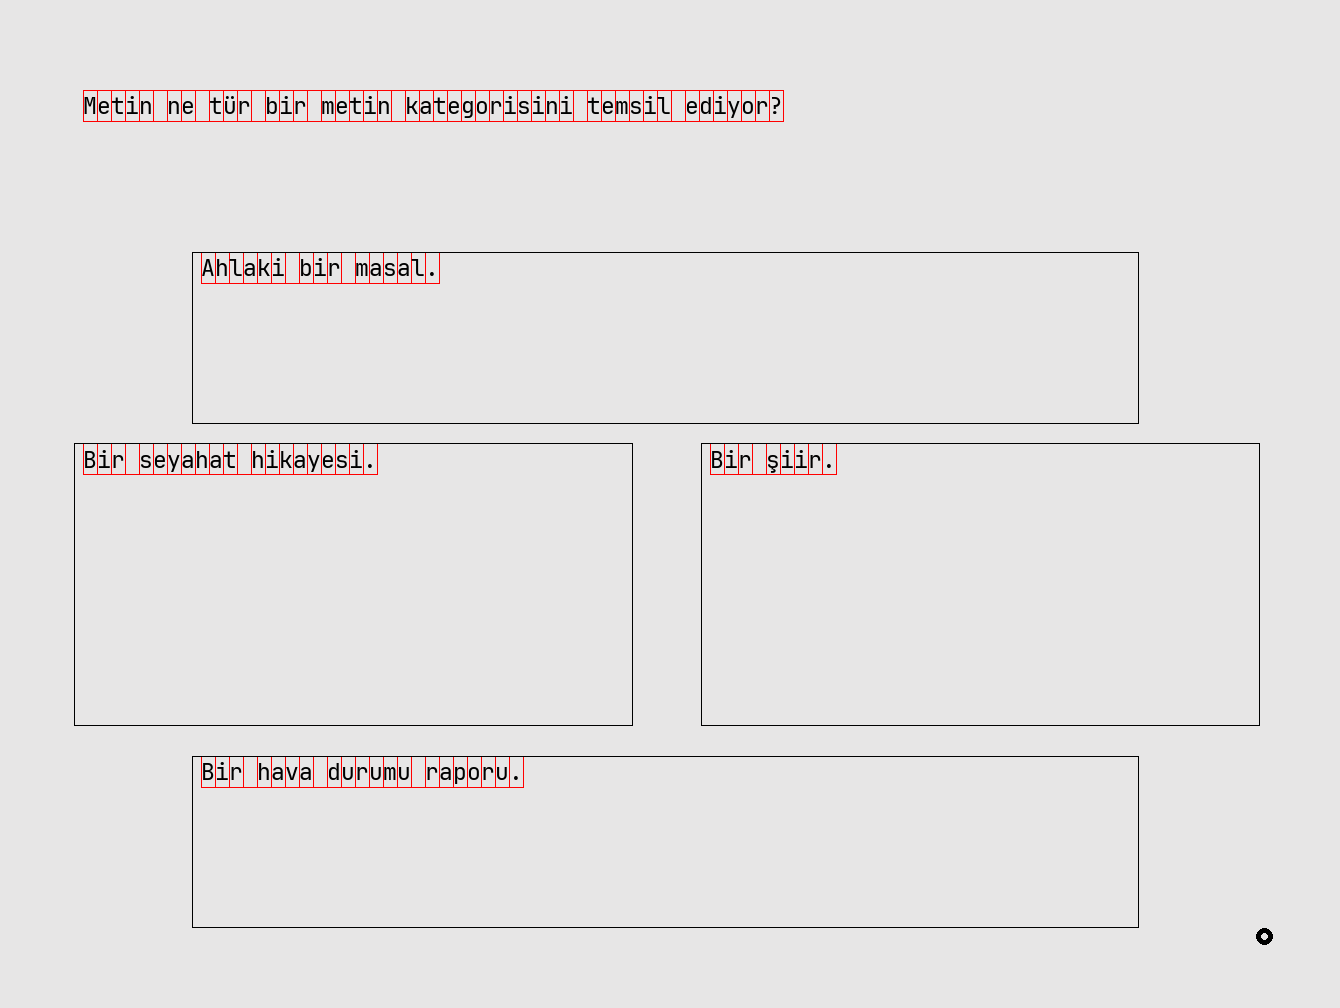 Metin ne tür bir metin kategorisini temsil ediyor?
Ahlaki bir masal.
Bir seyahat hikayesi.
Bir şiir.
Bir hava durumu raporu.